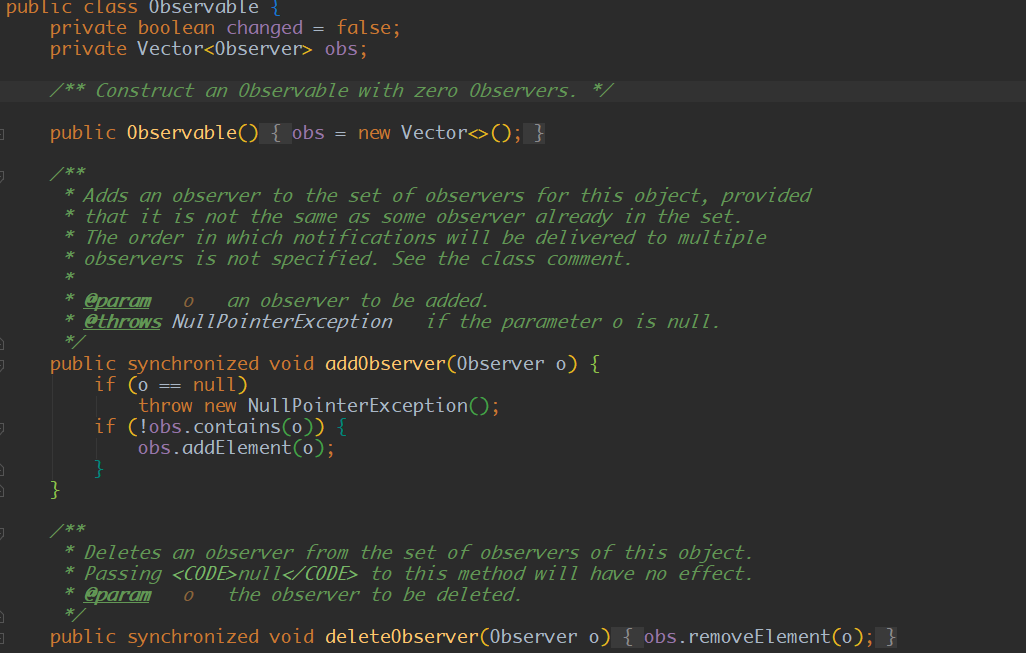 public class Observable {
    private boolean changed = false;
    private Vector<Observer> obs;
    /** Construct an Observable with zero Observers. */
    public Observable() { obs = new Vector<>(); }
    /**
     * Adds an observer to the set of observers for this object, provided
     * that it is not the same as some observer already in the set.
     * The order in which notifications will be delivered to multiple
     * observers is not specified. See the class comment.
     *
     * @param   o   an observer to be added.
     * @throws NullPointerException   if the parameter o is null.
     */
    public synchronized void addObserver(Observer o) {
        if (o == null)
            throw new NullPointerException();
        if (!obs.contains(o)) {
            obs.addElement(o);
        }
    }
    /**
     * Deletes an observer from the set of observers of this object.
     * Passing <CODE>null</CODE> to this method will have no effect.
     * @param   o   the observer to be deleted.
     */
    public synchronized void deleteObserver(Observer o) { obs.removeElement(o); }